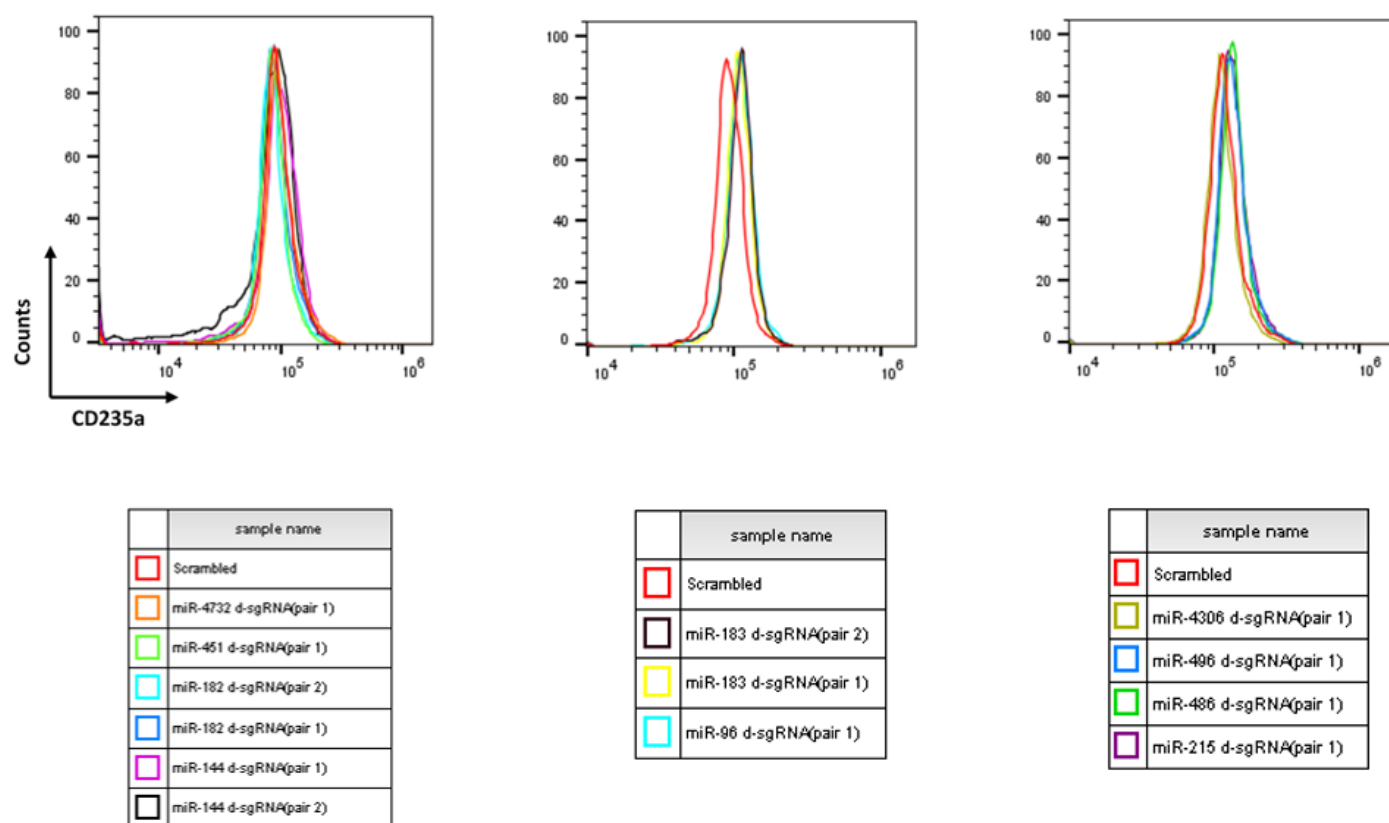 100
80
60
40
20
0
10^4
10^5
10^6
Counts
CD235a
100
80
60
40
20
0
10^4
10^5
10^6
100
80
60
40
20
0
10^4
10^5
10^6
sample name
Scrambled
miR-4732 d-sgRNA(pair 1)
miR-451 d-sgRNA(pair 1)
miR-182 d-sgRNA(pair 2)
miR-182 d-sgRNA(pair 1)
miR-144 d-sgRNA(pair 1)
miR-144 d-sgRNA(pair 2)
sample name
Scrambled
miR-183 d-sgRNA(pair 2)
miR-183 d-sgRNA(pair 1)
miR-96 d-sgRNA(pair 1)
sample name
Scrambled
miR-4306 d-sgRNA(pair 1)
miR-496 d-sgRNA(pair 1)
miR-486 d-sgRNA(pair 1)
miR-215 d-sgRNA(pair 1)